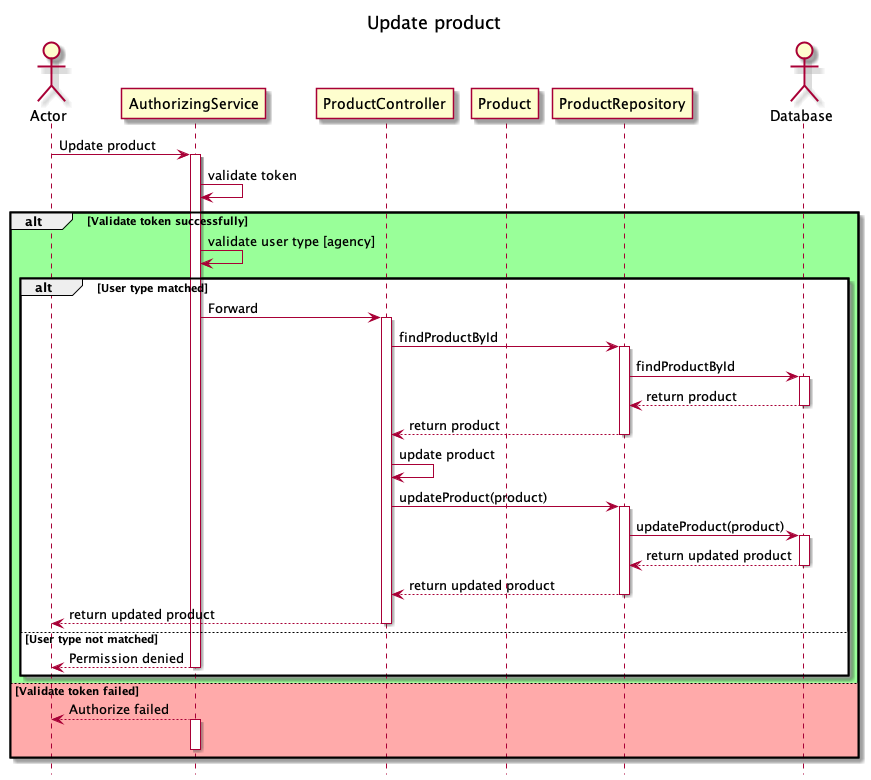 Update product
Actor
AuthorizingService
ProductController
Product
ProductRepository
Database
Update product
validate token
alt [Validate token successfully]
validate user type [agency]
alt [User type matched]
Forward
findProductById
findProductById
return product
return product
update product
updateProduct(product)
updateProduct(product)
return updated product
return updated product
return updated product
[User type not matched]
Permission denied
[Validate token failed]
Authorize failed